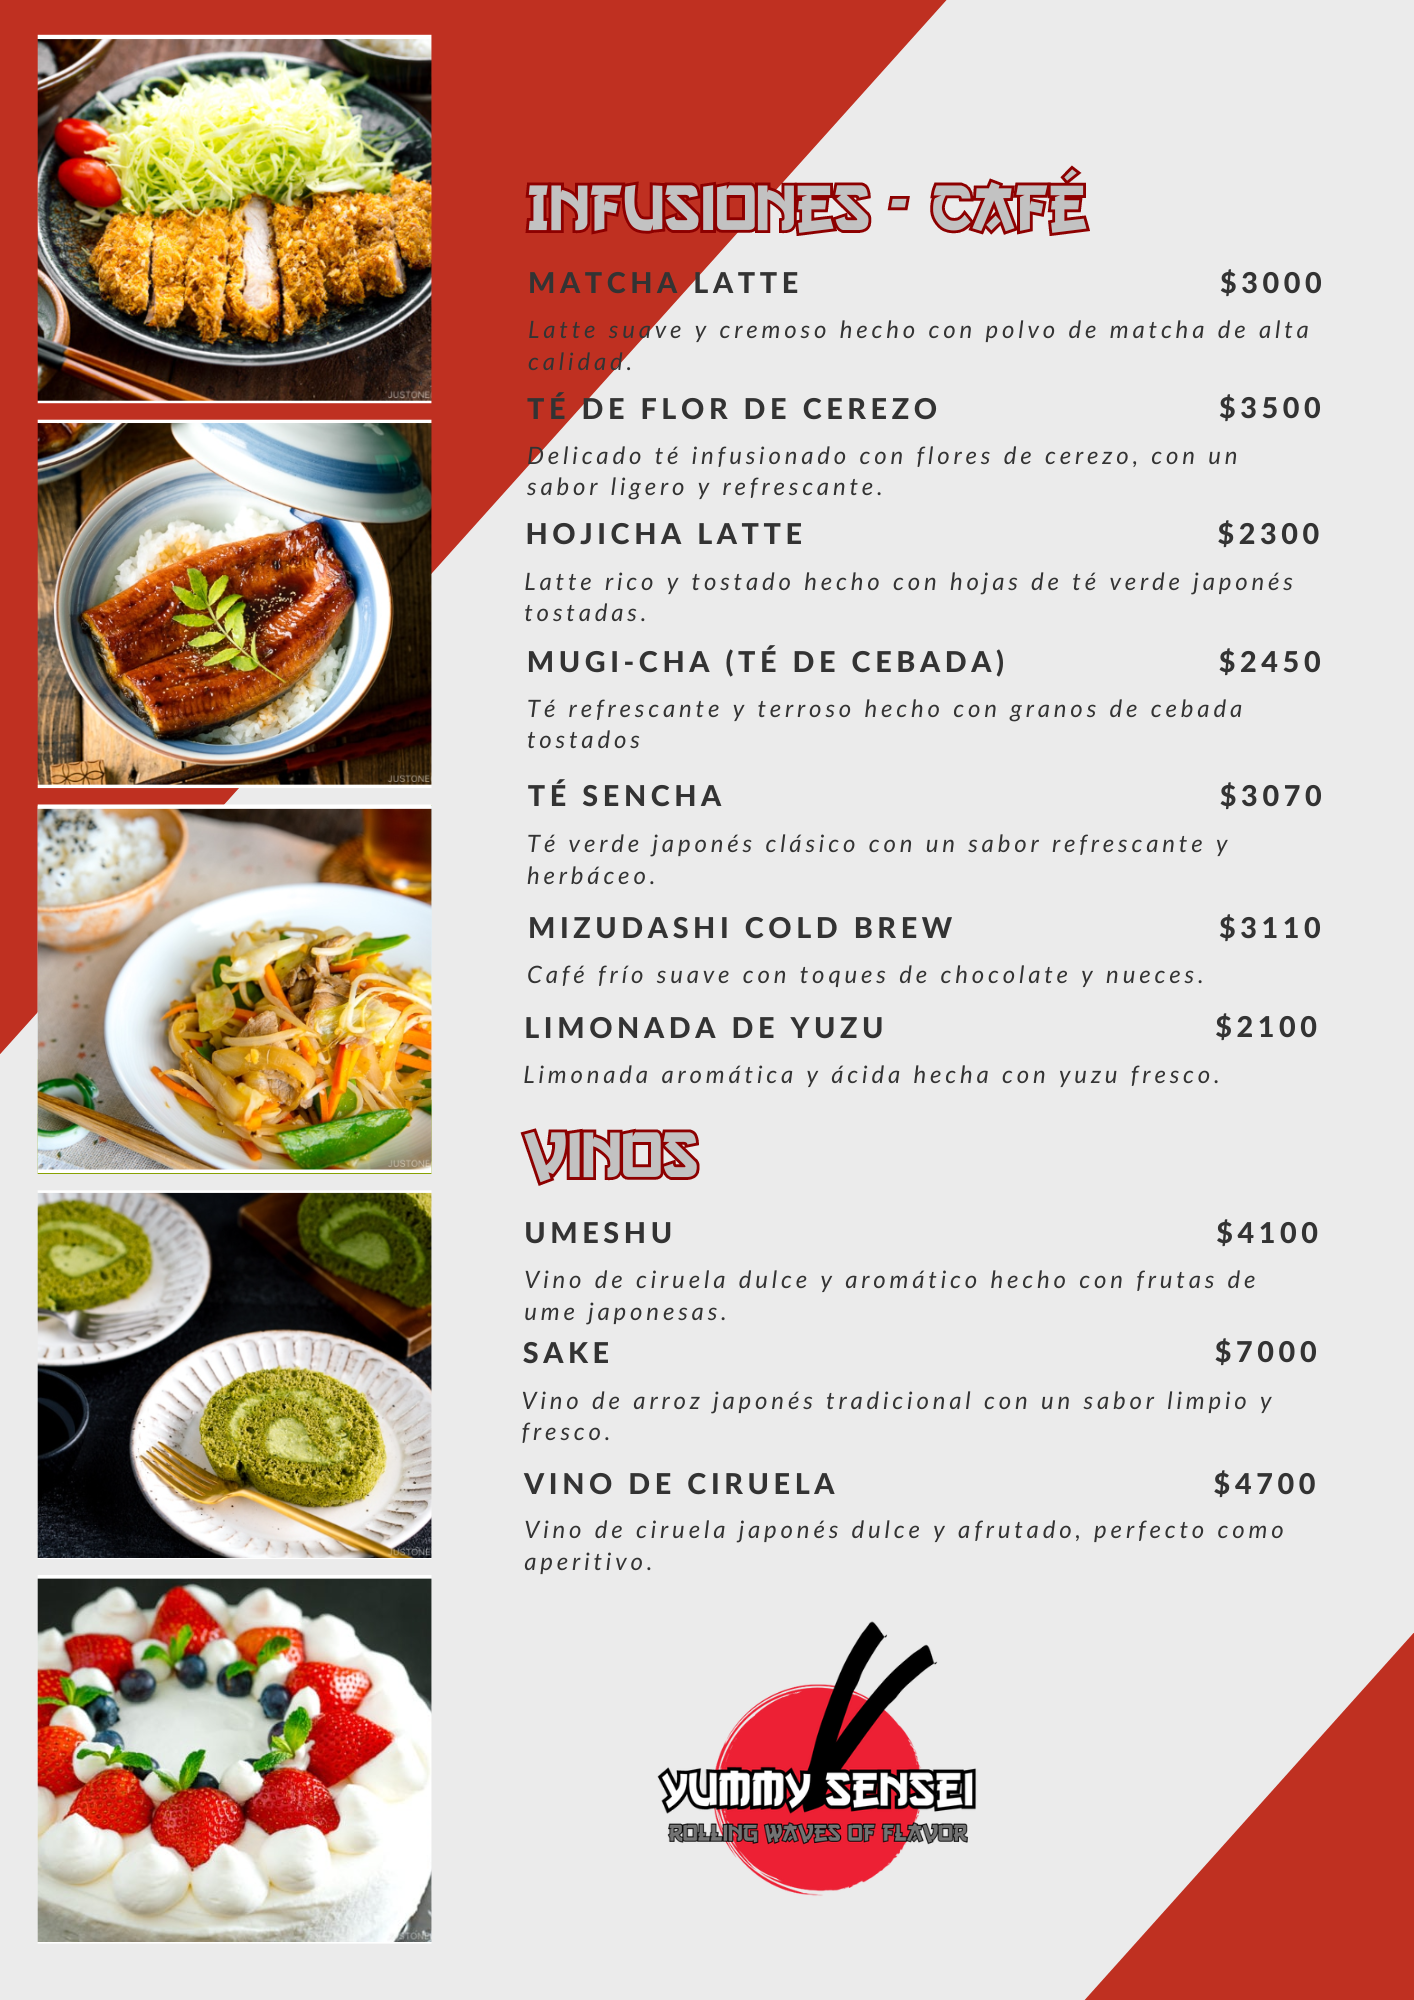 INFUSIONES - CAFÉ
MATCHA LATTE $3000
Latte suave y cremoso hecho con polvo de matcha de alta
calidad.
TÉ DE FLOR DE CEREZO $3500
Delicado té infusionado con flores de cerezo, con un
sabor ligero y refrescante.
HOJICHA LATTE $2300
Latte rico y tostado hecho con hojas de té verde japonés
tostadas.
MUGI-CHA (TÉ DE CEBADA) $2450
Té refrescante y terroso hecho con granos de cebada
tostados
TÉ SENCHA $3070
Té verde japonés clásico con un sabor refrescante y
herbáceo.
MIZUDASHI COLD BREW $3110
Café frío suave con toques de chocolate y nueces.
LIMONADA DE YUZU $2100
Limonada aromática y ácida hecha con yuzu fresco.
VINOS
UMESHU $4100
Vino de ciruela dulce y aromático hecho con frutas de
ume japonesas.
SAKE $7000
Vino de arroz japonés tradicional con un sabor limpio y
fresco.
VINO DE CIRUELA $4700
Vino de ciruela japonés dulce y afrutado, perfecto como
aperitivo.
YUMMY SENSEI
ROLLING WAVES OF FLAVOR
JUSTONE
JUSTONE
JUSTONE